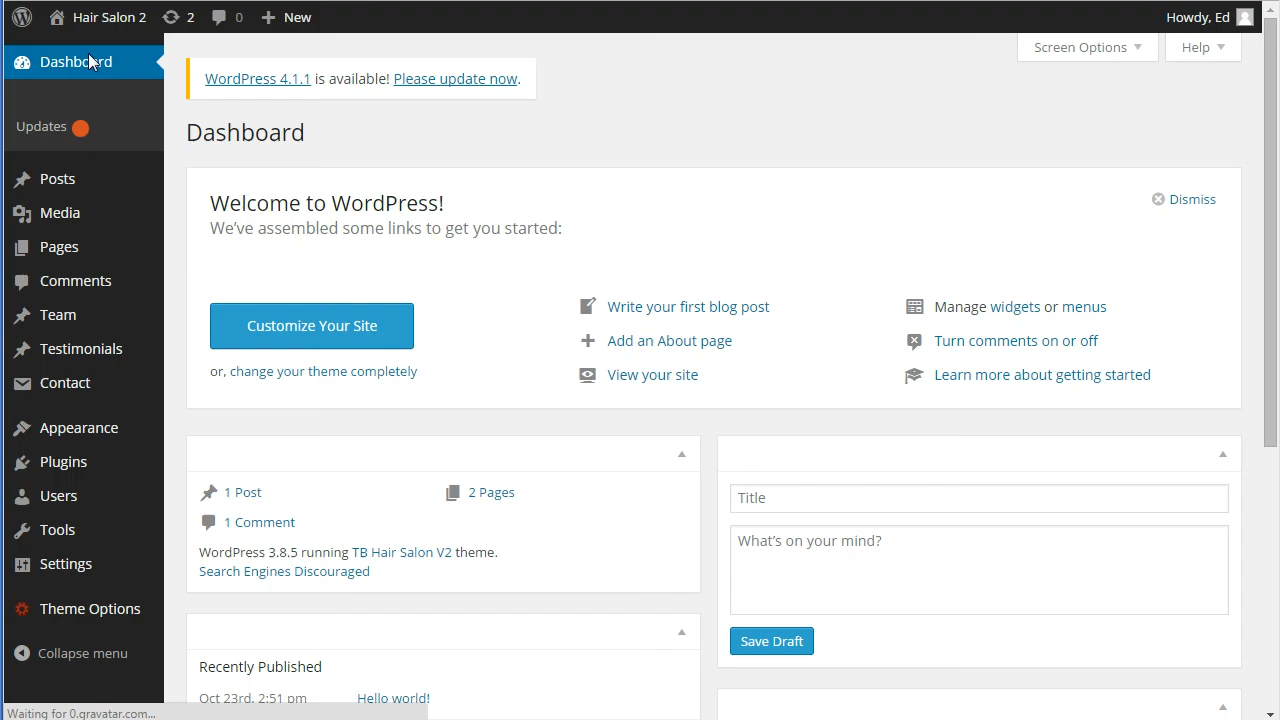 Hair Salon 2
2
0
New
Howdy, Ed
Dashboard
Updates
Posts
Media
Pages
Comments
Team
Testimonials
Contact
Appearance
Plugins
Users
Tools
Settings
Theme Options
Collapse menu
Screen Options
Help
WordPress 4.1.1 is available! Please update now.
Dashboard
Welcome to WordPress!
Dismiss
We've assembled some links to get you started:
Customize Your Site
or, change your theme completely
Write your first blog post
Add an About page
View your site
Manage widgets or menus
Turn comments on or off
Learn more about getting started
1 Post
2 Pages
1 Comment
WordPress 3.8.5 running TB Hair Salon V2 theme.
Search Engines Discouraged
Recently Published
Oct 23rd, 2:51 pm
Hello world!
Title
What's on your mind?
Save Draft
Waiting for 0.gravatar.com...